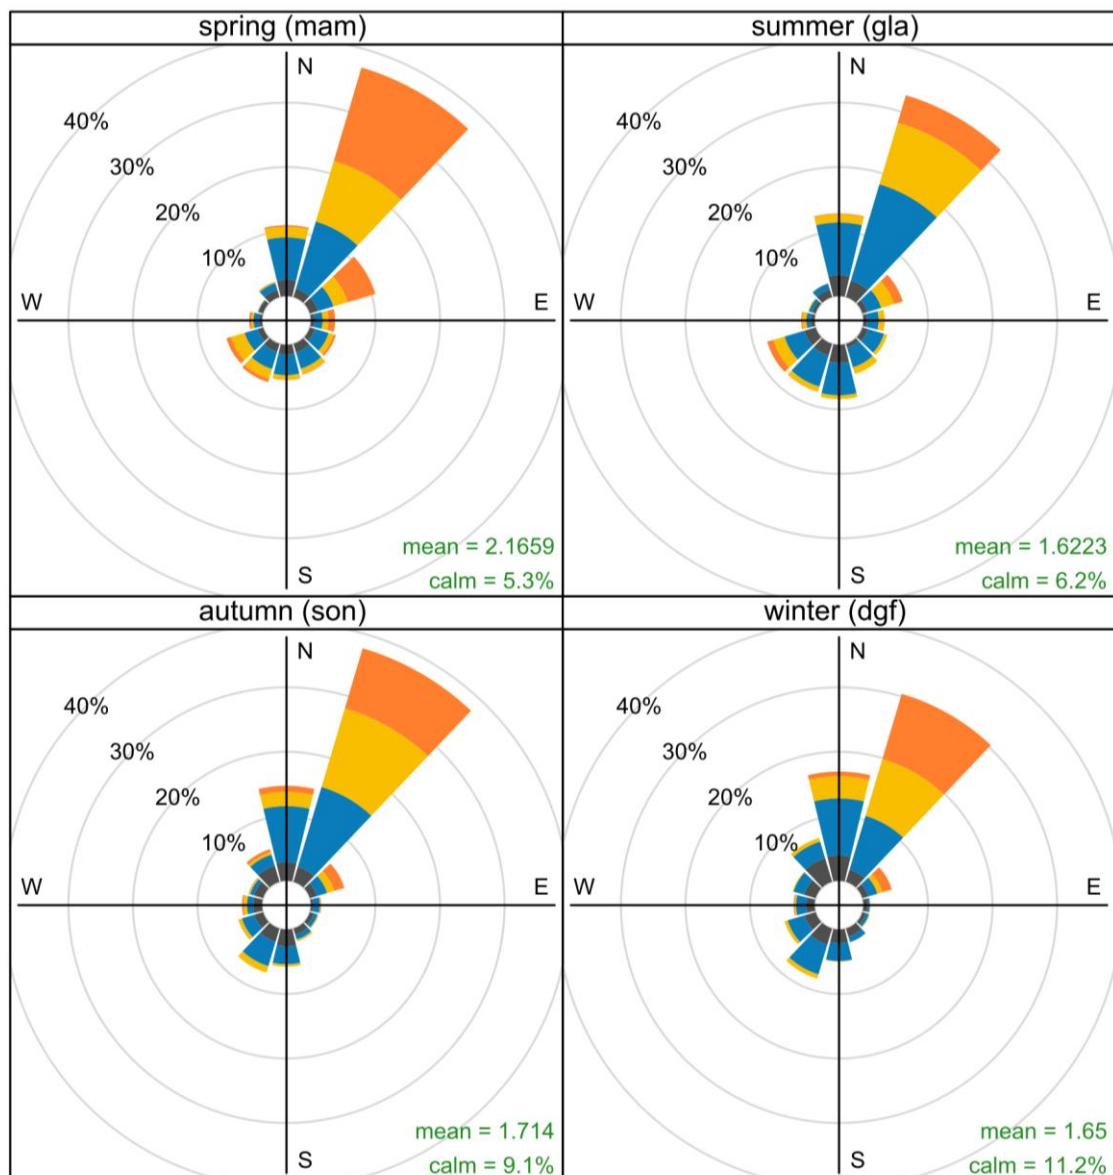 spring (mam)
N
40%
30%
20%
10%
W
E
mean = 2.1659
calm = 5.3%
S
summer (gla)
N
40%
30%
20%
10%
W
E
mean = 1.6223
calm = 6.2%
S
autumn (son)
N
40%
30%
20%
10%
W
E
mean = 1.714
calm = 9.1%
S
winter (dgf)
N
40%
30%
20%
10%
W
E
mean = 1.65
calm = 11.2%
S